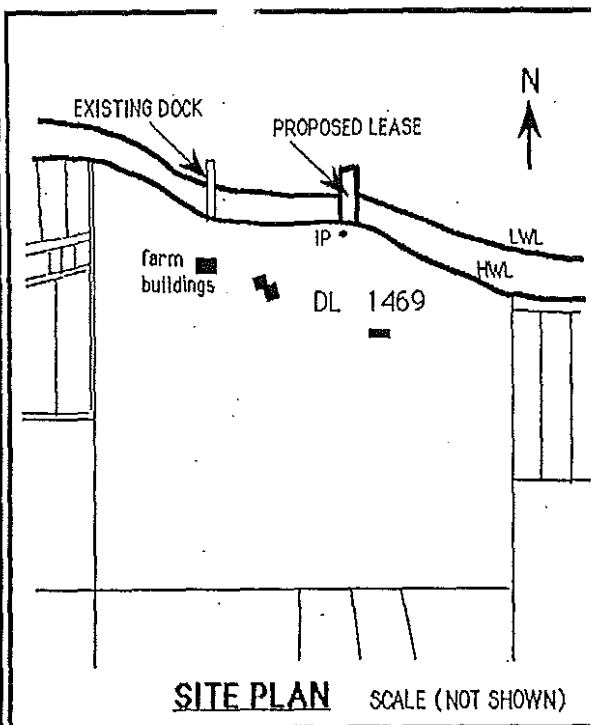 N
EXISTING DOCK
PROPOSED LEASE
IP
LWL
HWL
farm
buildings
DL 1469
SITE PLAN SCALE (NOT SHOWN)